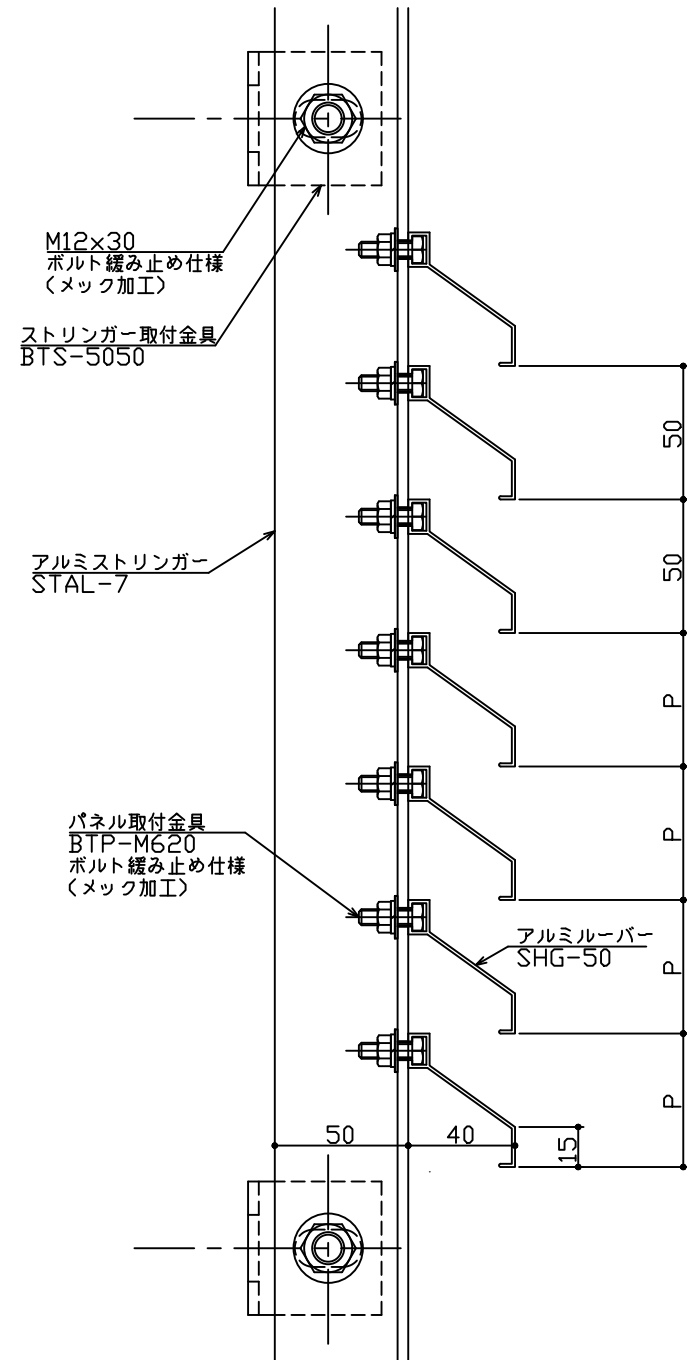 M12×30
ボルト緩み止め仕様
(メック加工)
ストリンガー取付金具
BTS-5050
50
50
アルミストリンガー
STAL-7
P
P
パネル取付金具
BTP-M620
ボルト緩み止め仕様
(メック加工)
アルミルーバー
SHG-50
P
P
50
40
15